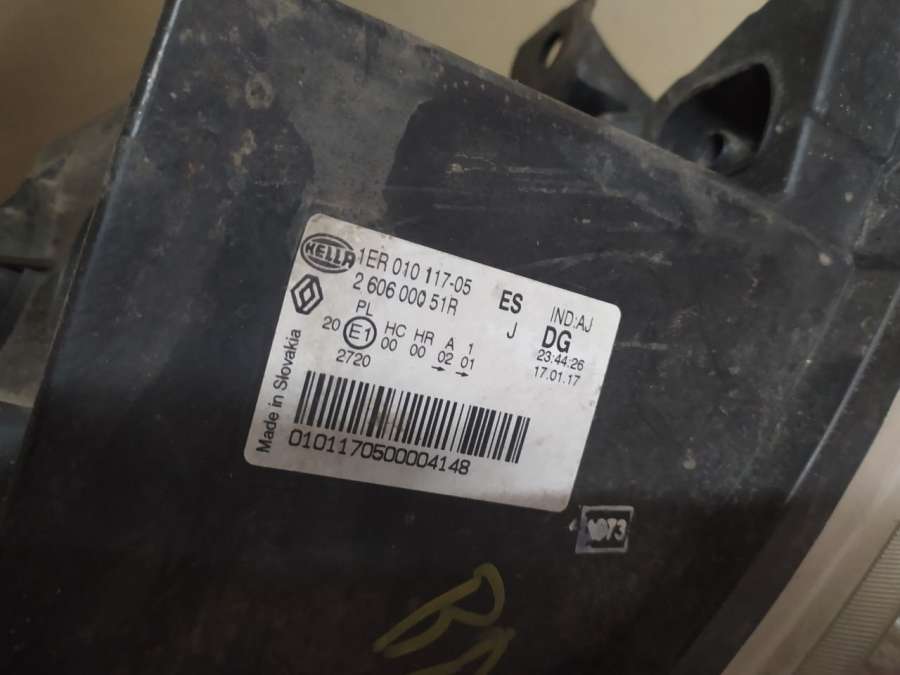 HELLA 1ER 010 117-05
2 606 000 51R
ES
J
IND:AJ
DG
23:44:26
17.01.17
PL
20 E1 HC HR A 1
00 00 02 01
2720
Made in Slovakia
0101170500004148